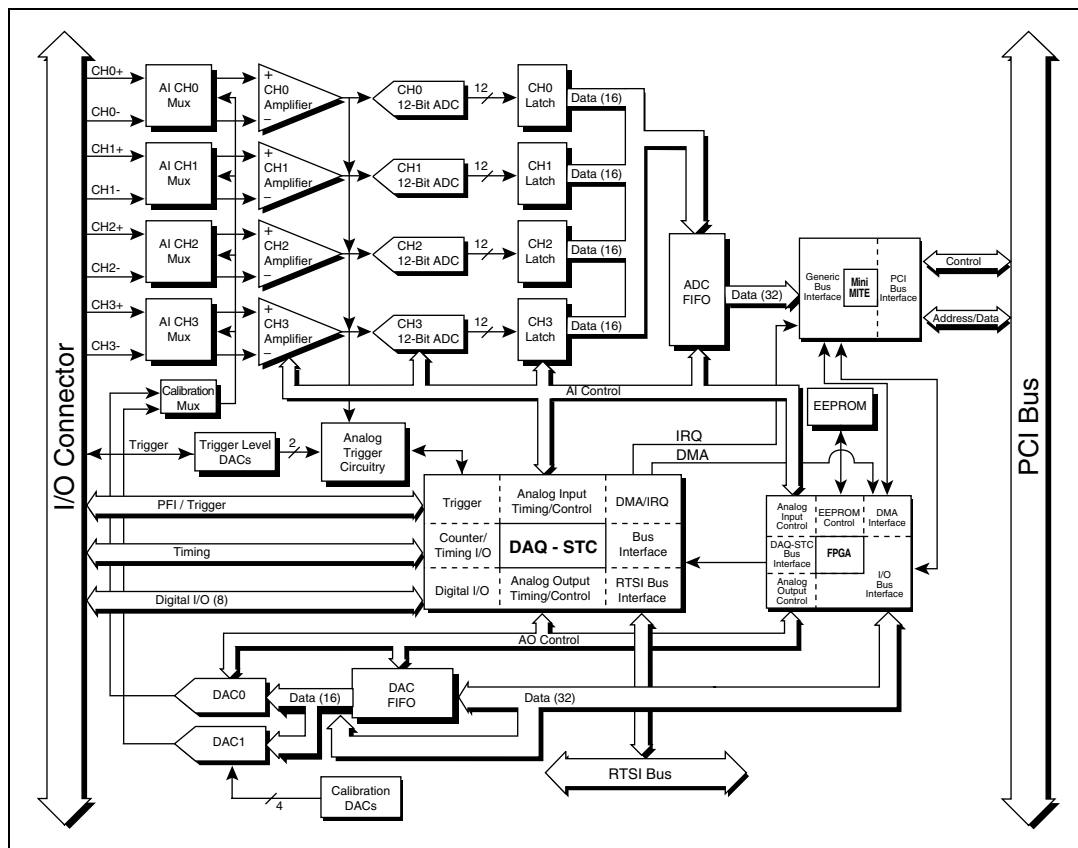 I/O Connector
PCI Bus
CH0+
CH0-
AI CH0
Mux
+
CH0
Amplifier
–
CH0
12-Bit ADC
12
CH0
Latch
Data (16)
CH1+
CH1-
AI CH1
Mux
+
CH1
Amplifier
–
CH1
12-Bit ADC
12
CH1
Latch
Data (16)
CH2+
CH2-
AI CH2
Mux
+
CH2
Amplifier
–
CH2
12-Bit ADC
12
CH2
Latch
Data (16)
CH3+
CH3-
AI CH3
Mux
+
CH3
Amplifier
–
CH3
12-Bit ADC
12
CH3
Latch
Data (16)
ADC
FIFO
Data (32)
Generic
Bus
Interface
Mini
MITE
PCI
Bus
Interface
Control
Address/Data
AI Control
Calibration
Mux
EEPROM
Trigger
Trigger Level
DACs
2
Analog
Trigger
Circuitry
IRQ
DMA
PFI / Trigger
Timing
Digital I/O (8)
Trigger
Analog Input
Timing/Control
DMA/IRQ
Counter/
Timing I/O
DAQ - STC
Bus
Interface
Digital I/O
Analog Output
Timing/Control
RTSI Bus
Interface
Analog
Input
Control
EEPROM
Control
DMA
Interface
DAQ-STC
Bus
Interface
FPGA
Analog
Output
Control
I/O
Bus
Interface
AO Control
DAC0
Data (16)
DAC
FIFO
Data (32)
DAC1
RTSI Bus
4
Calibration
DACs